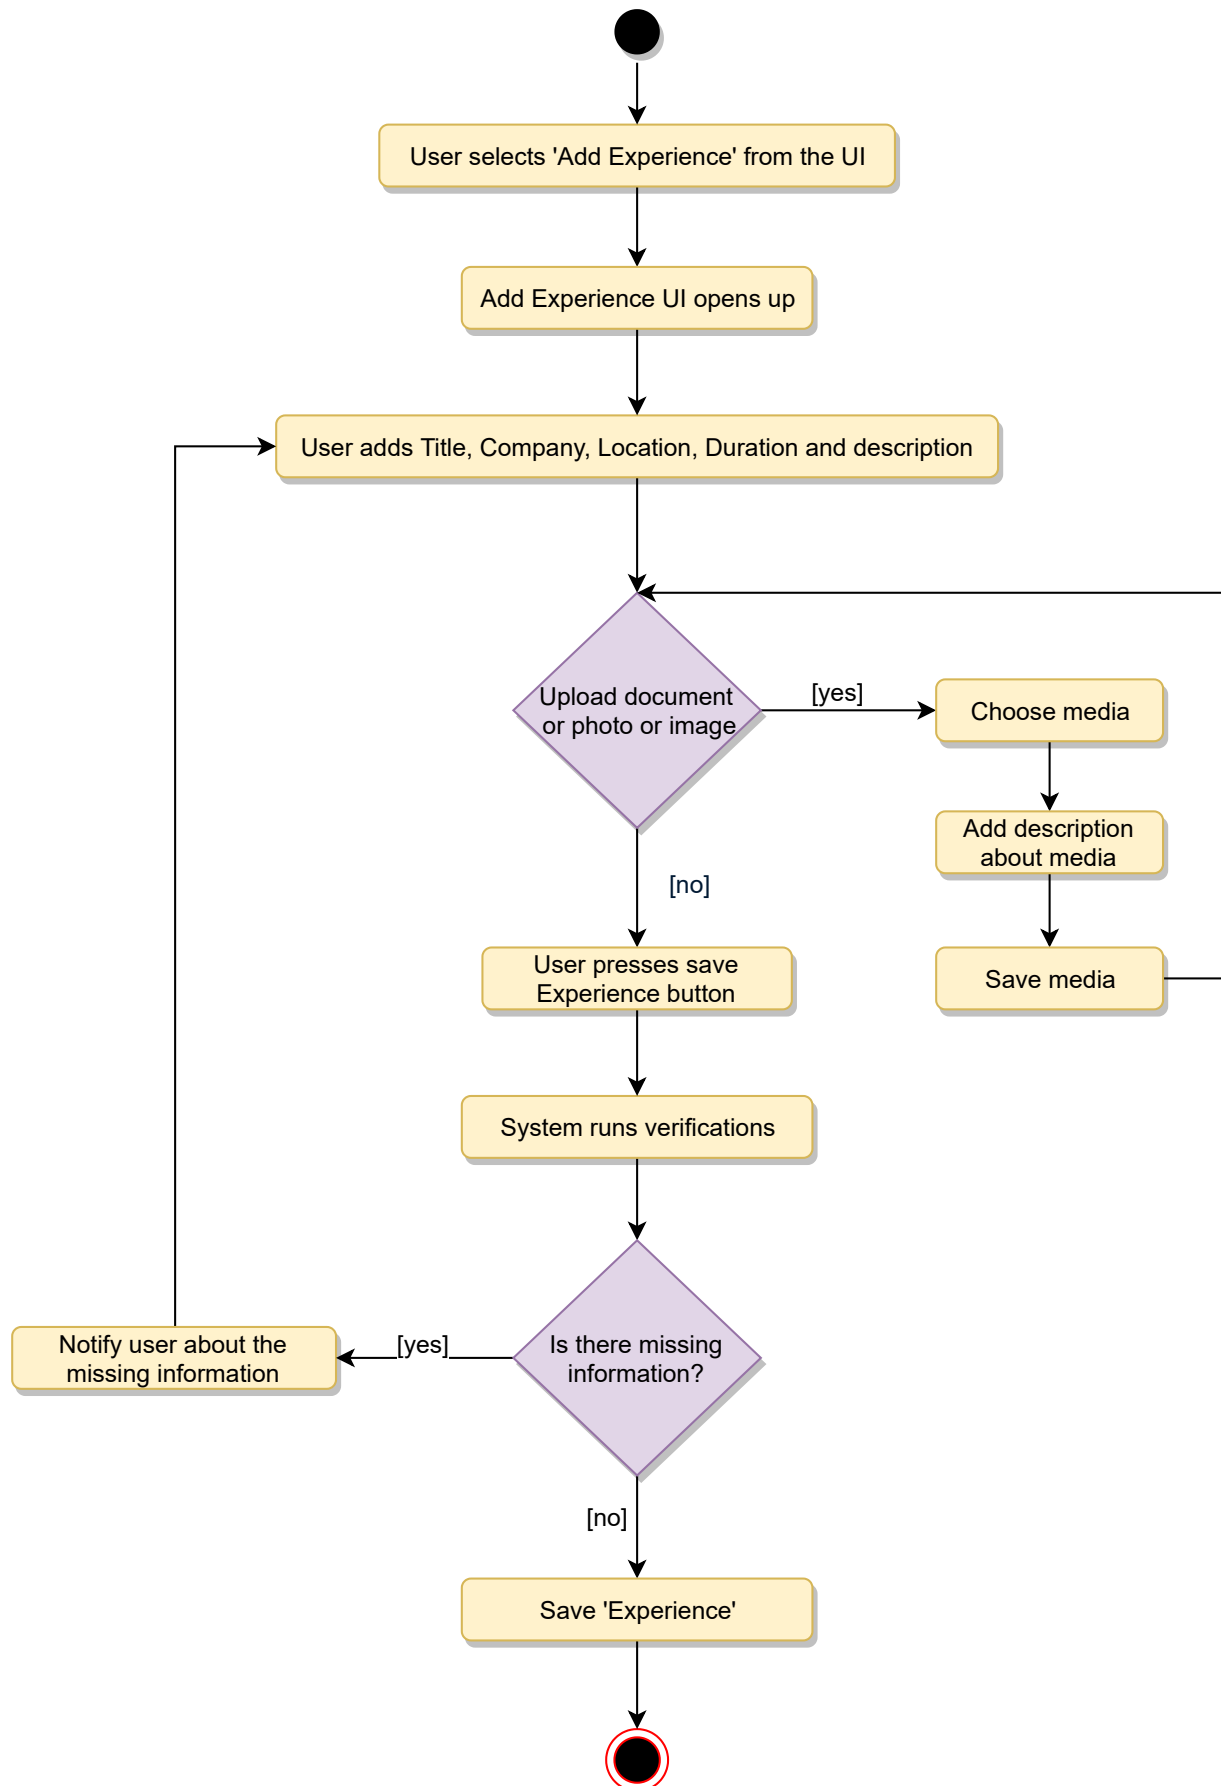 User selects 'Add Experience' from the UI
Add Experience UI opens up
User adds Title, Company, Location, Duration and description
Upload document
or photo or image
[yes]
Choose media
Add description
about media
[no]
User presses save
Experience button
Save media
System runs verifications
Notify user about the
missing information
[yes]
Is there missing
information?
[no]
Save 'Experience'